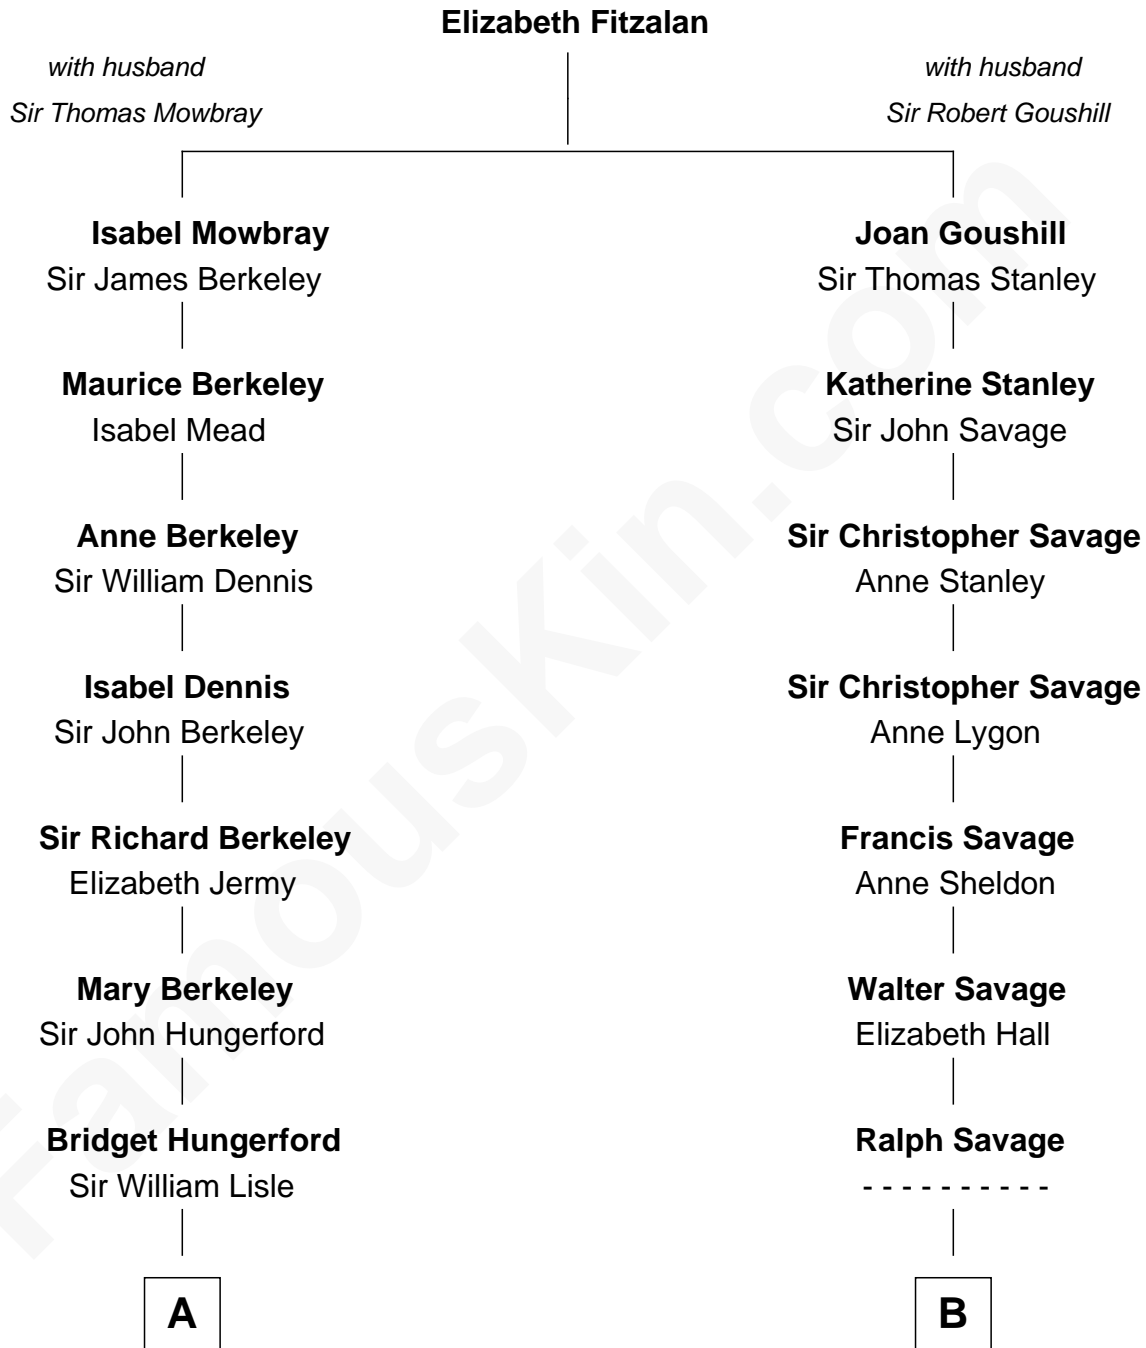 Elizabeth Fitzalan
with husband
Sir Thomas Mowbray
with husband
Sir Robert Goushill
Isabel Mowbray
Sir James Berkeley
Maurice Berkeley
Isabel Mead
Anne Berkeley
Sir William Dennis
Isabel Dennis
Sir John Berkeley
Sir Richard Berkeley
Elizabeth Jermy
Mary Berkeley
Sir John Hungerford
Bridget Hungerford
Sir William Lisle
A
Joan Goushill
Sir Thomas Stanley
Katherine Stanley
Sir John Savage
Sir Christopher Savage
Anne Stanley
Sir Christopher Savage
Anne Lygon
Francis Savage
Anne Sheldon
Walter Savage
Elizabeth Hall
Ralph Savage
- - - - - - - - - -
B
FamousKin.com